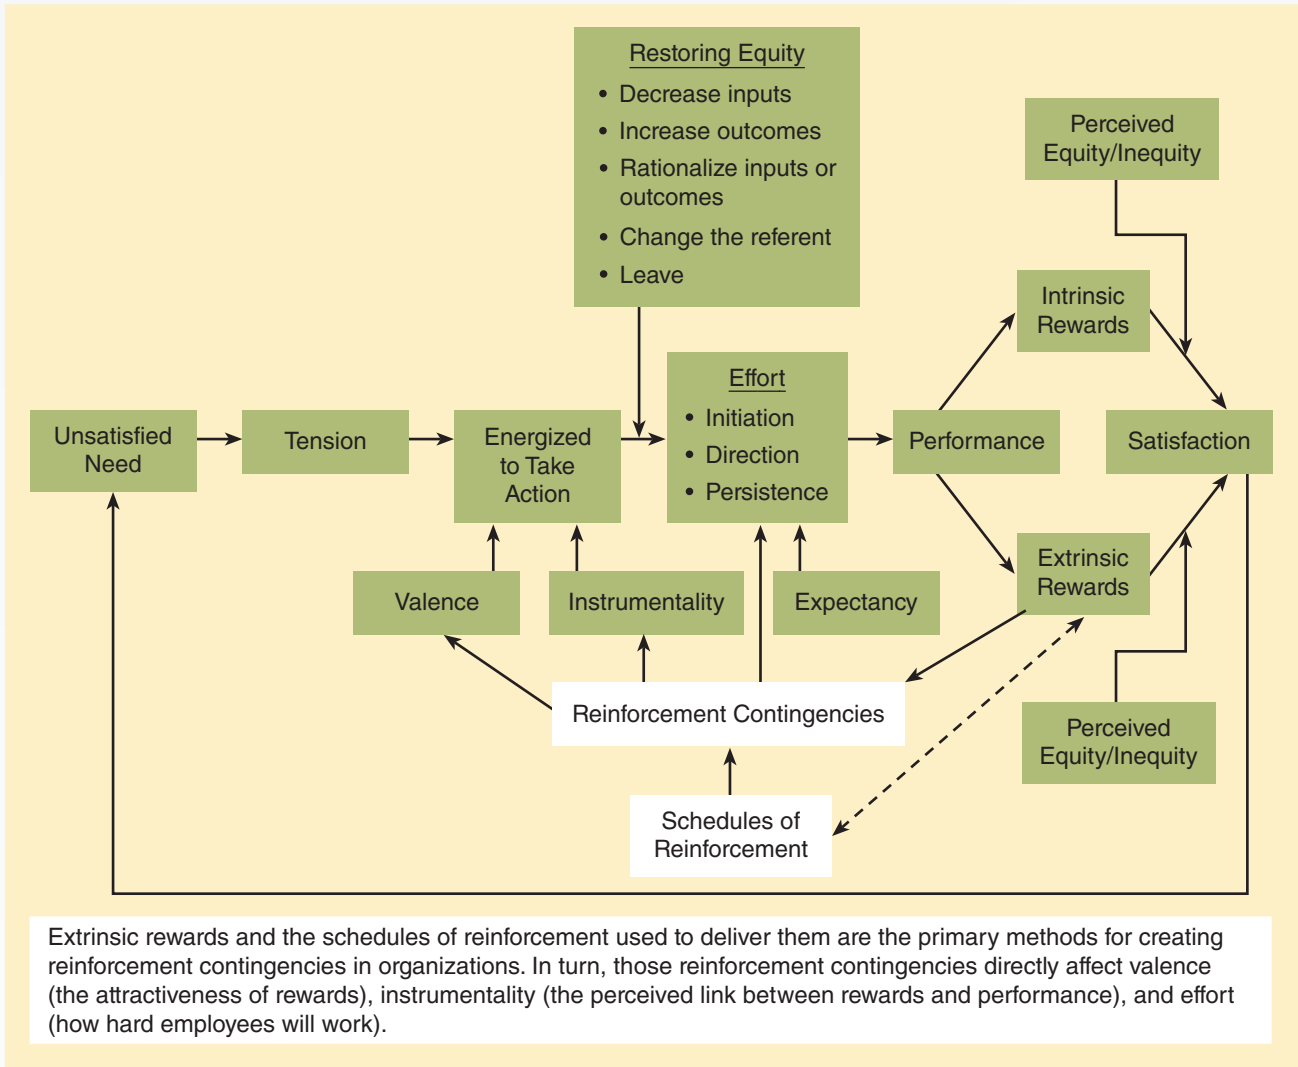 Restoring Equity
• Decrease inputs
• Increase outcomes
• Rationalize inputs or
outcomes
• Change the referent
• Leave
Perceived
Equity/Inequity
Intrinsic
Rewards
Unsatisfied
Need
Tension
Energized
to Take
Action
Effort
• Initiation
• Direction
• Persistence
Performance
Satisfaction
Valence
Instrumentality
Expectancy
Extrinsic
Rewards
Reinforcement Contingencies
Perceived
Equity/Inequity
Schedules of
Reinforcement
Extrinsic rewards and the schedules of reinforcement used to deliver them are the primary methods for creating
reinforcement contingencies in organizations. In turn, those reinforcement contingencies directly affect valence
(the attractiveness of rewards), instrumentality (the perceived link between rewards and performance), and effort
(how hard employees will work).